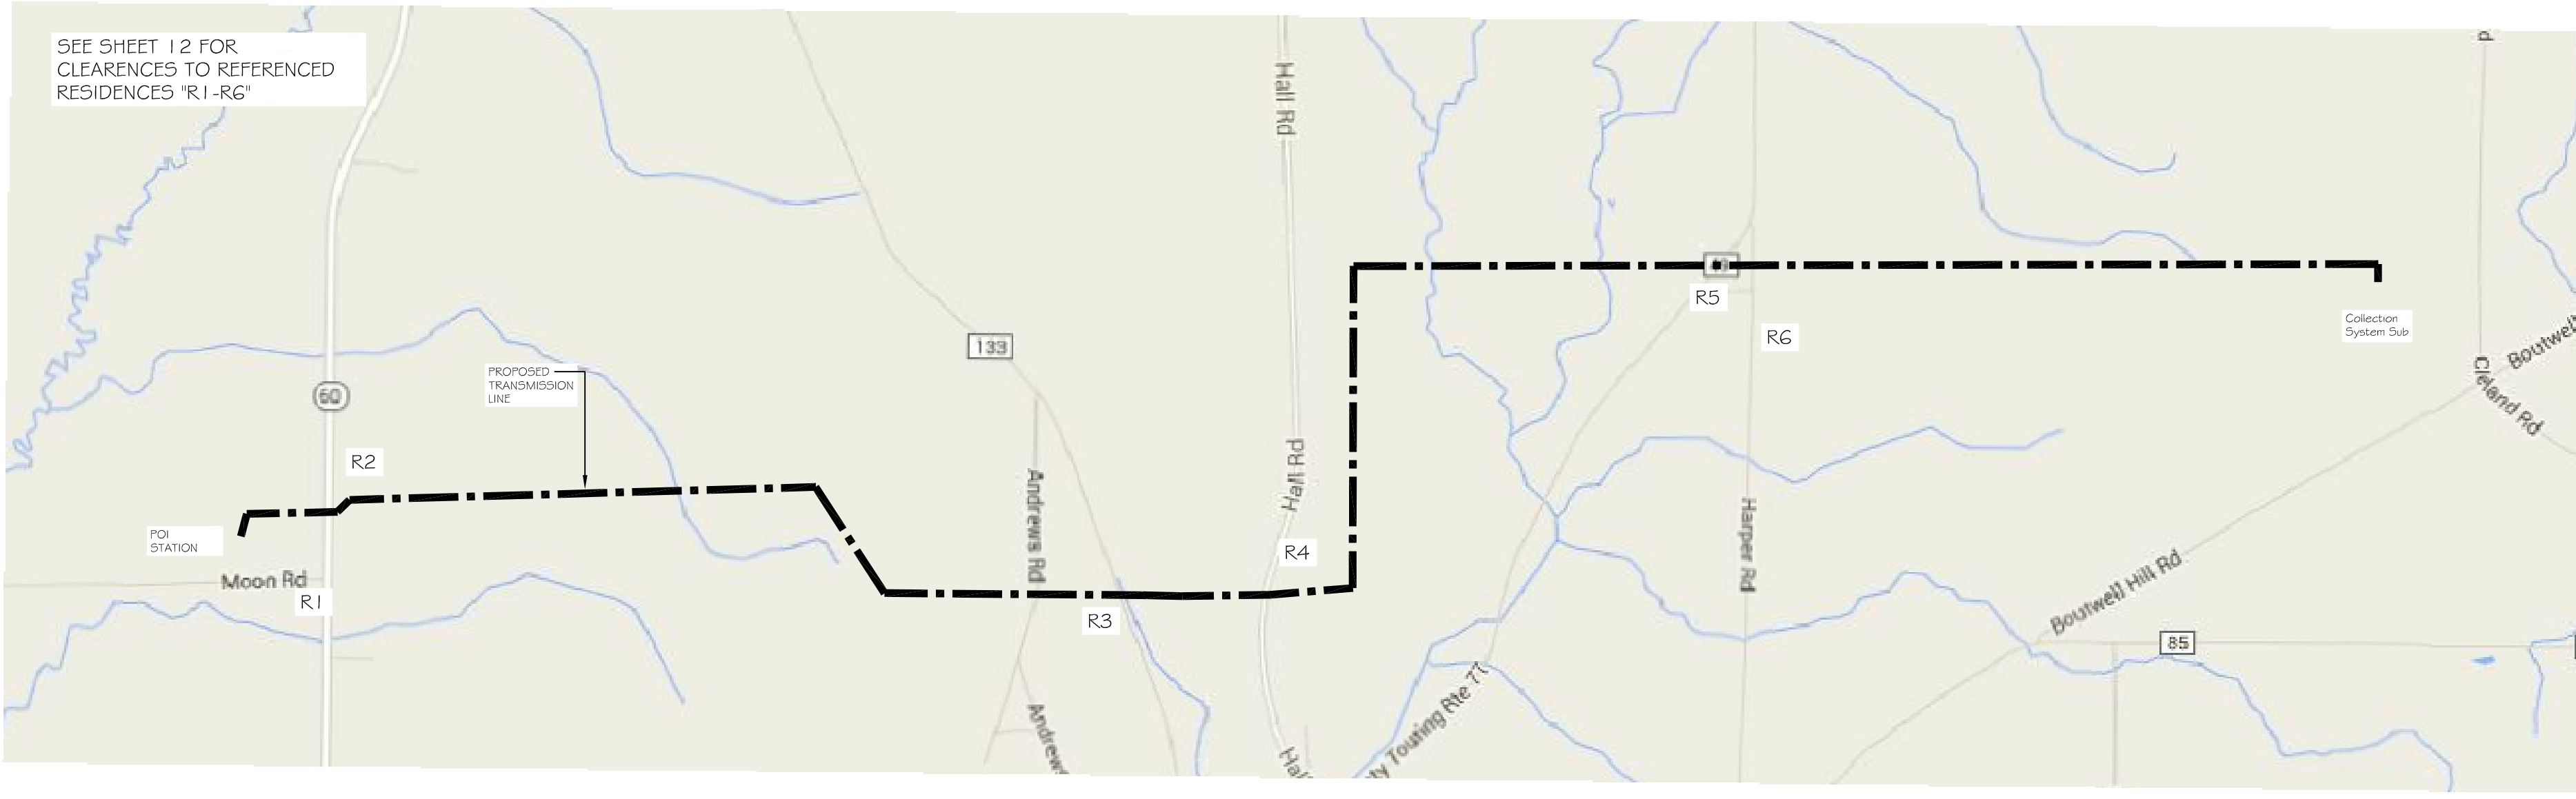 SEE SHEET 12 FOR
CLEARENCES TO REFERENCED
RESIDENCES "R1-R6"
Hall Rd
133
60
PROPOSED
TRANSMISSION
LINE
R2
POI
STATION
Moon Rd
R1
Andrews Rd
R3
Andrews
Hall Rd
R4
R5
R6
Harper Rd
Touring Rte 77
Collection
System Sub
Boutwell
Cleland Rd
Boutwell Hill Rd
85